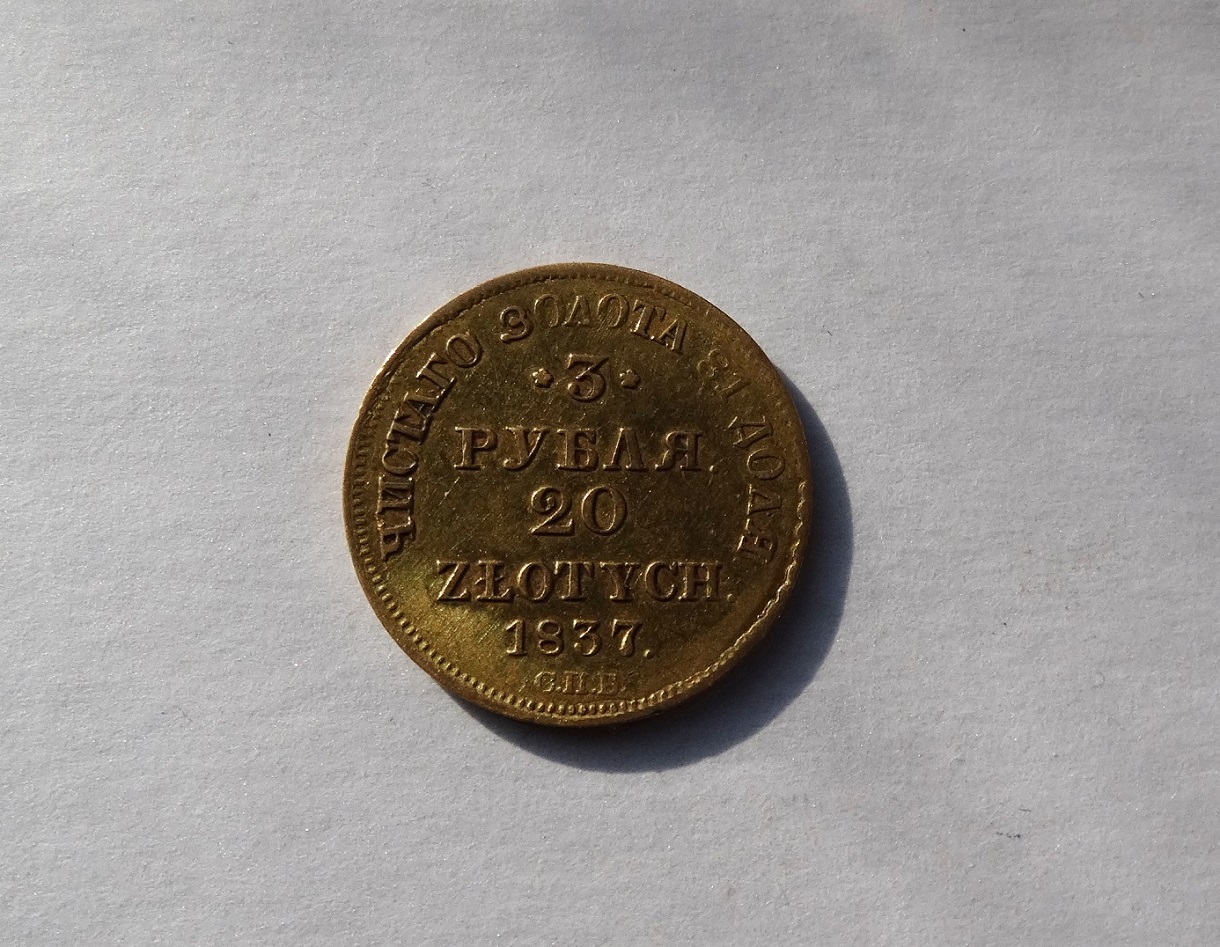 ЧИСТАГО ЗОЛОТА 81 ДОЛЯ
·3·
РУБЛЯ.
20
ZŁOTYCH.
1837.
С.П.Б.